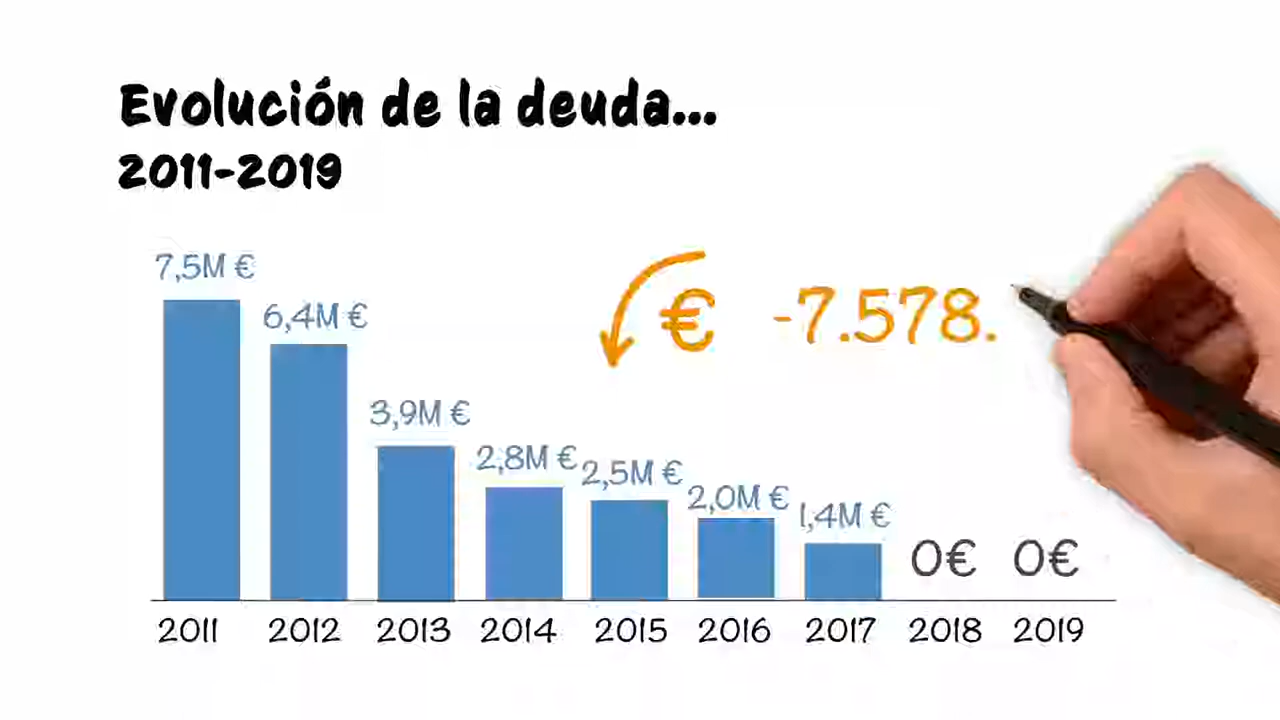 Evolución de la deuda...
2011-2019
7,5M €
6,4M €
3,9M €
2,8M €
2,5M €
2,0M €
1,4M €
0€
0€
€ -7.578.
2011 2012 2013 2014 2015 2016 2017 2018 2019